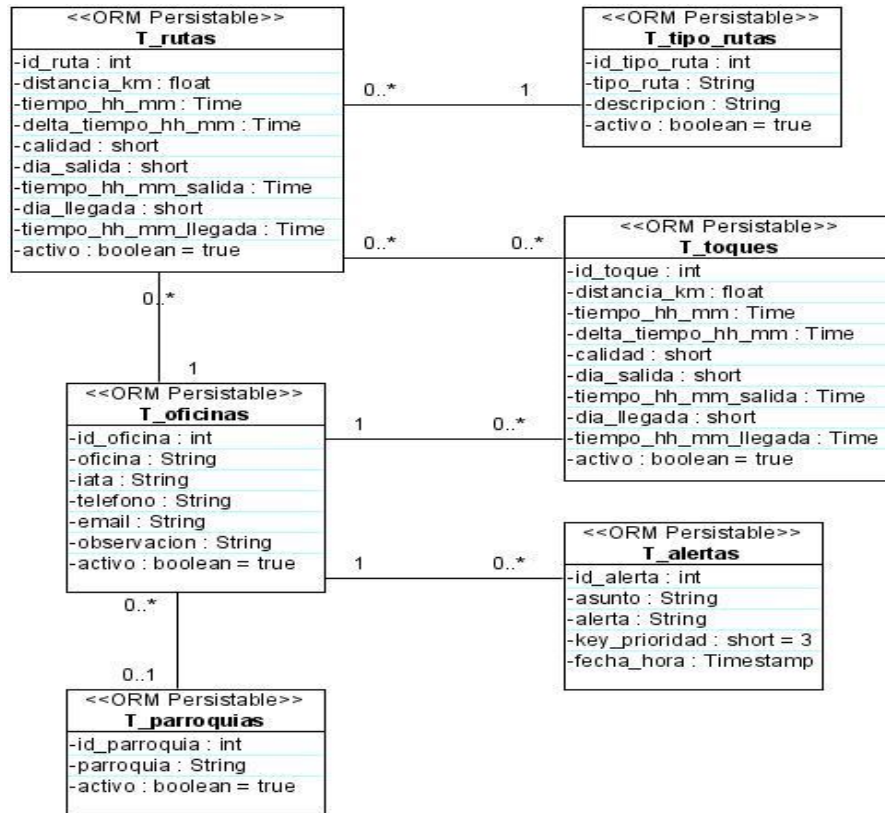 <<ORM Persistable>>
T_rutas
-id_ruta : int
-distancia_km : float
-tiempo_hh_mm : Time
-delta_tiempo_hh_mm : Time
-calidad : short
-dia_salida : short
-tiempo_hh_mm_salida : Time
-dia_llegada : short
-tiempo_hh_mm_llegada : Time
-activo : boolean = true
0..*
1
<<ORM Persistable>>
T_tipo_rutas
-id_tipo_ruta : int
-tipo_ruta : String
-descripcion : String
-activo : boolean = true
0..*
0..*
<<ORM Persistable>>
T_toques
-id_toque : int
-distancia_km : float
-tiempo_hh_mm : Time
-delta_tiempo_hh_mm : Time
-calidad : short
-dia_salida : short
-tiempo_hh_mm_salida : Time
-dia_llegada : short
-tiempo_hh_mm_llegada : Time
-activo : boolean = true
0..*
1
<<ORM Persistable>>
T_oficinas
-id_oficina : int
-oficina : String
-iata : String
-telefono : String
-email : String
-observacion : String
-activo : boolean = true
1
0..*
1
0..*
<<ORM Persistable>>
T_alertas
-id_alerta : int
-asunto : String
-alerta : String
-key_prioridad : short = 3
-fecha_hora : Timestamp
0..*
0..1
<<ORM Persistable>>
T_parroquias
-id_parroquia : int
-parroquia : String
-activo : boolean = true